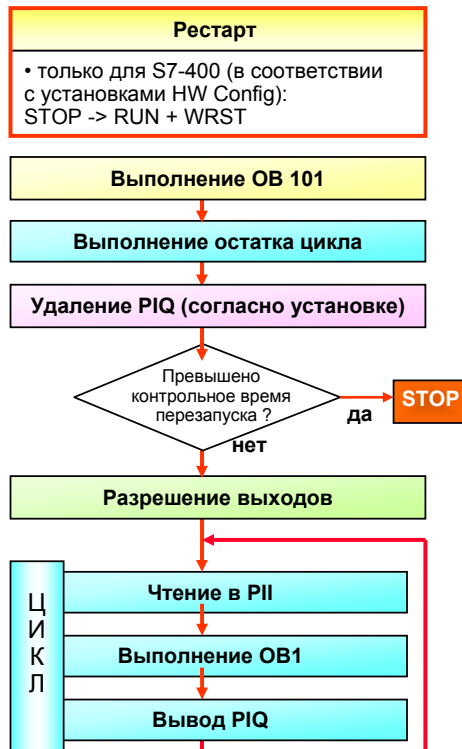 Рестарт
• только для S7-400 (в соответствии
с установками HW Config):
STOP -> RUN + WRST
Выполнение OB 101
Выполнение остатка цикла
Удаление PIQ (согласно установке)
Превышено
контрольное время
перезапуска ?
да
STOP
нет
Разрешение выходов
ЦИКЛ
Чтение в PII
Выполнение OB1
Вывод PIQ